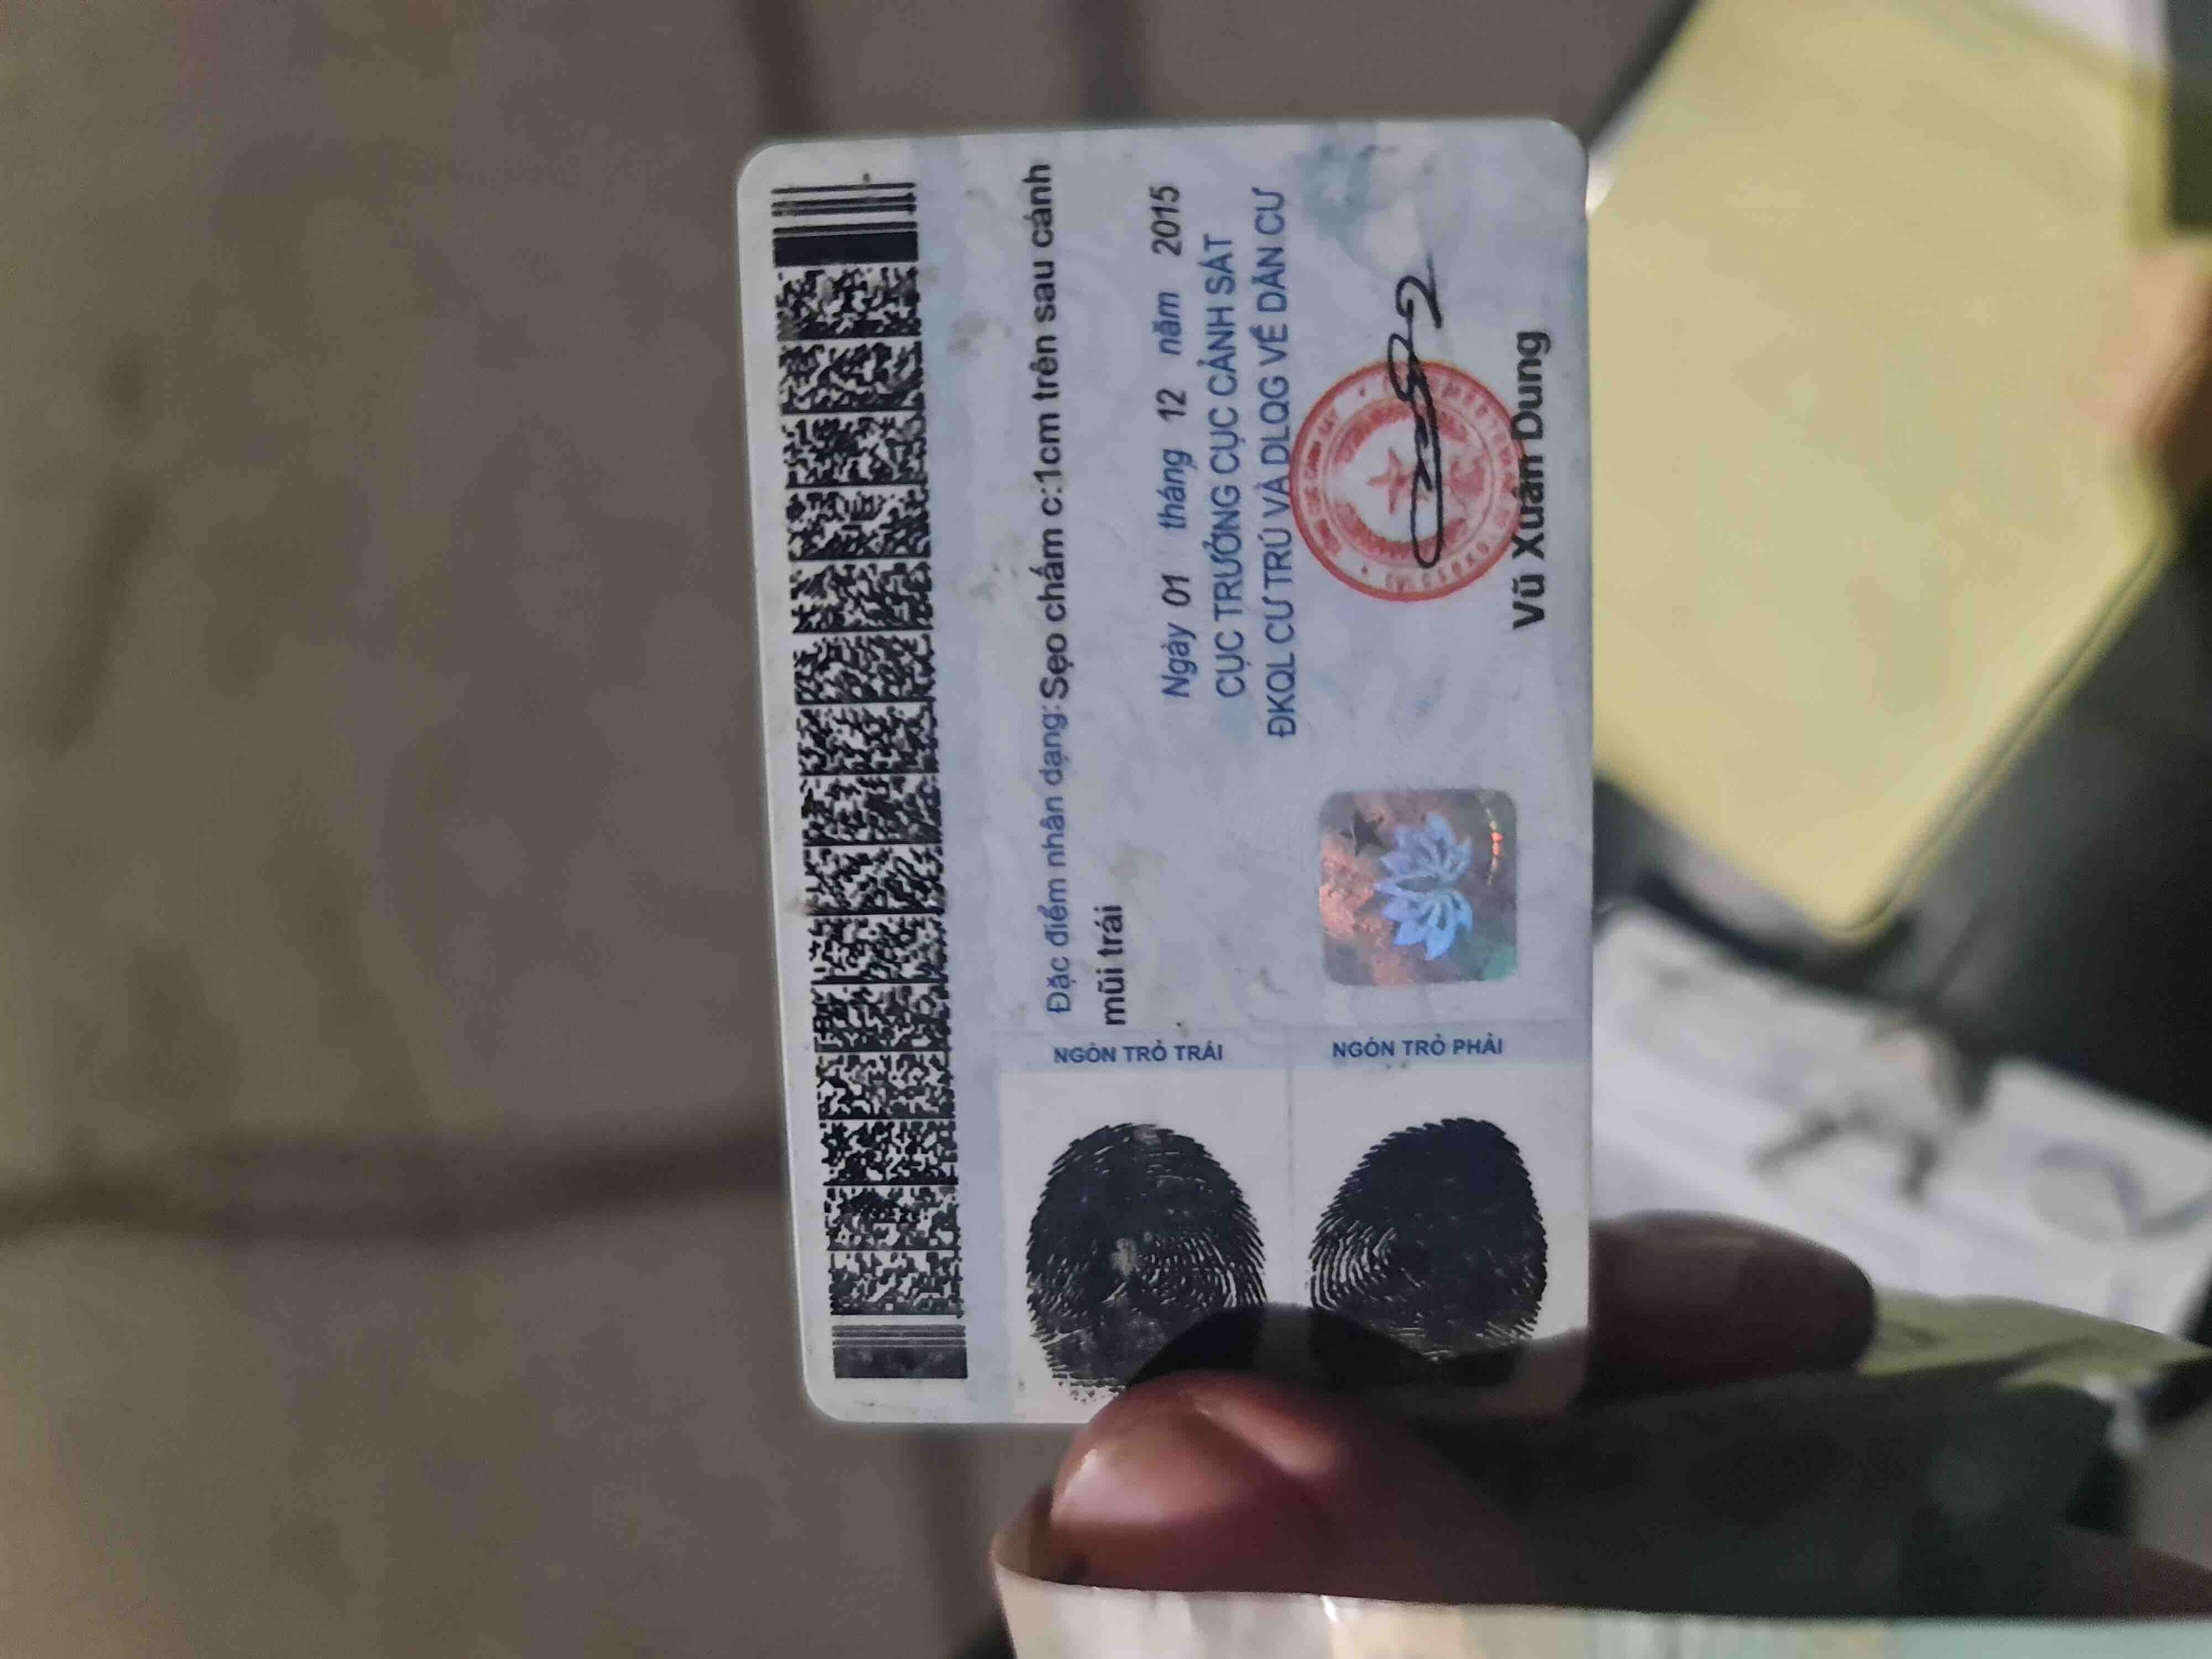 Đặc điểm nhân dạng: Sẹo chấm c:1cm trên sau cánh
mũi trái
Ngày 01 tháng 12 năm 2015
CỤC TRƯỞNG CỤC CẢNH SÁT
ĐKQL CƯ TRÚ VÀ DLQG VỀ DÂN CƯ
Vũ Xuân Dung
NGÓN TRỎ TRÁI
NGÓN TRỎ PHẢI